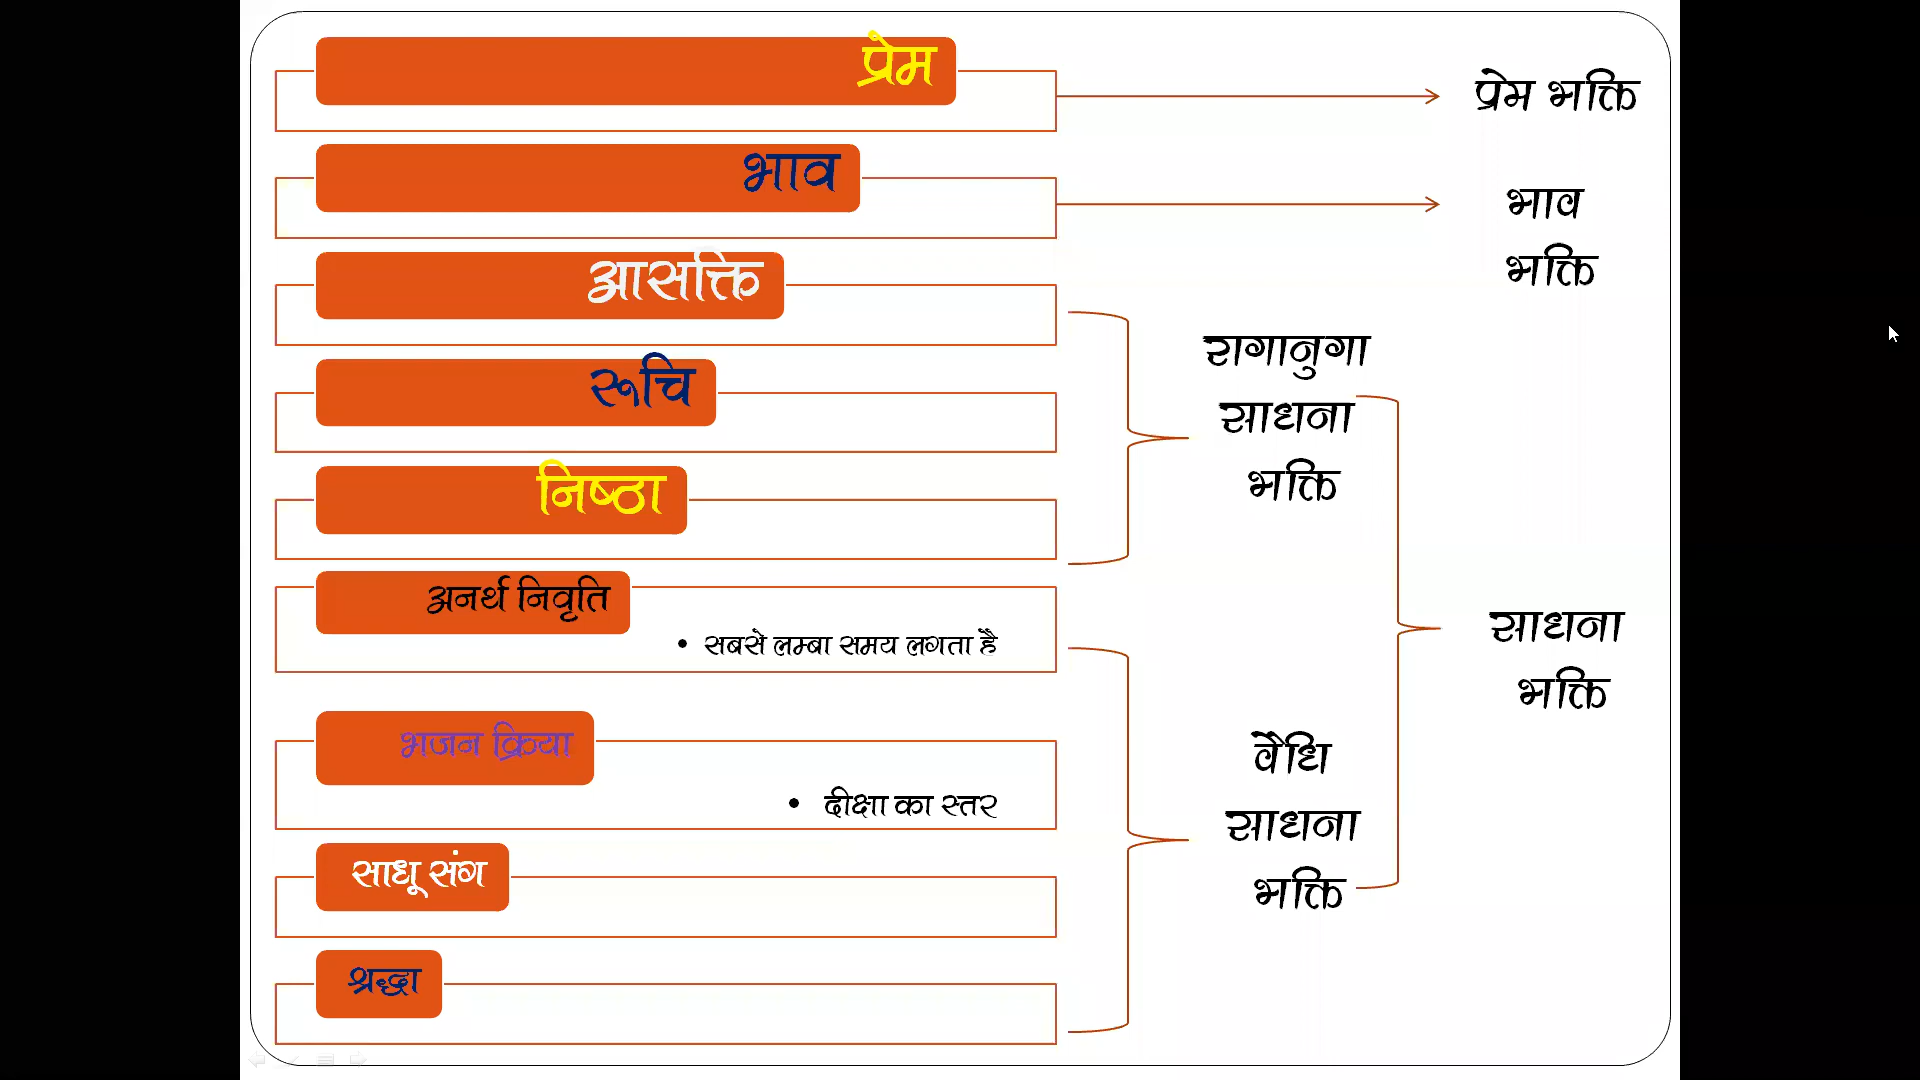 प्रेम
प्रेम भक्ति
भाव
भाव
भक्ति
आसक्ति
रूचि
निष्ठा
रागानुगा
साधना
भक्ति
अनर्थ निवृति
• सबसे लम्बा समय लगता है
साधना
भक्ति
भजन क्रिया
• दीक्षा का स्तर
वैधि
साधना
भक्ति
साधू संग
श्रद्धा